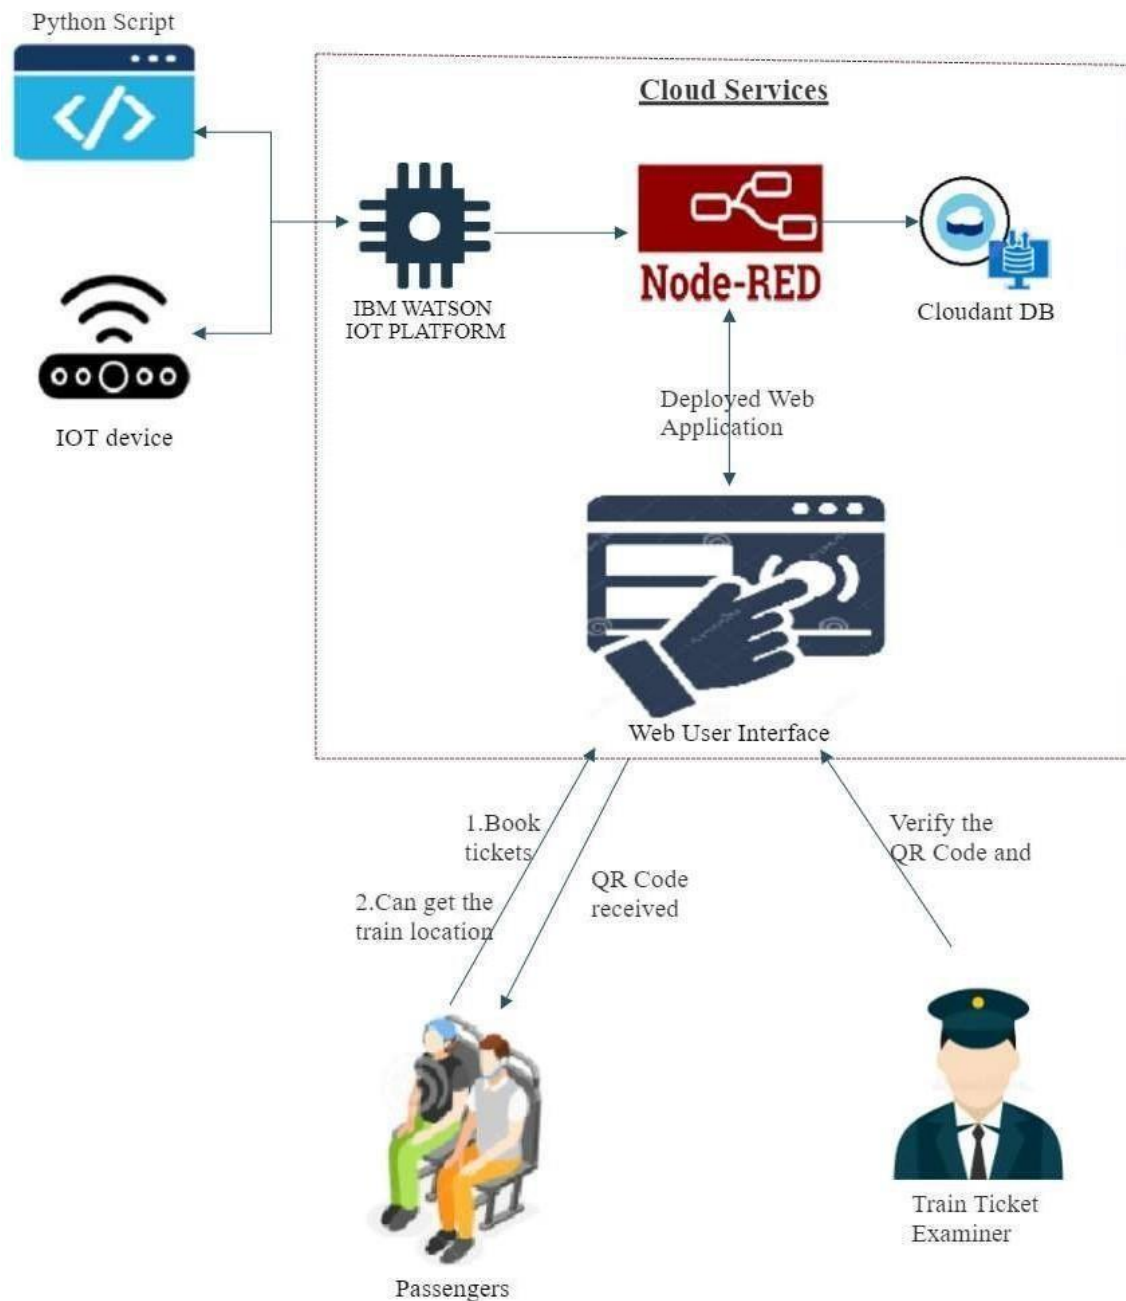 Python Script
Cloud Services
Node-RED
IBM WATSON
IOT PLATFORM
Cloudant DB
IOT device
Deployed Web
Application
Web User Interface
1.Book
tickets
Verify the
QR Code and
QR Code
received
2.Can get the
train location
Train Ticket
Examiner
Passengers